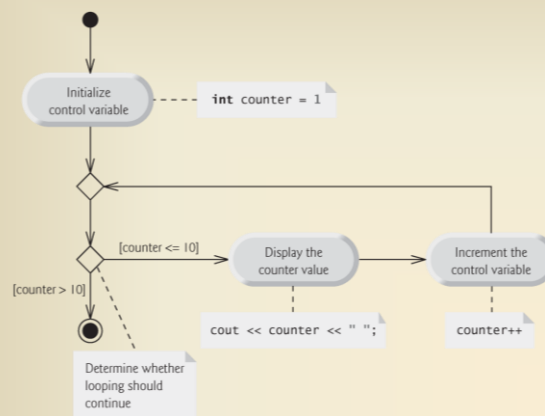 Initialize
control variable
int counter = 1
[counter <= 10]
Display the
counter value
Increment the
control variable
[counter > 10]
cout << counter << " ";
counter++
Determine whether
looping should
continue